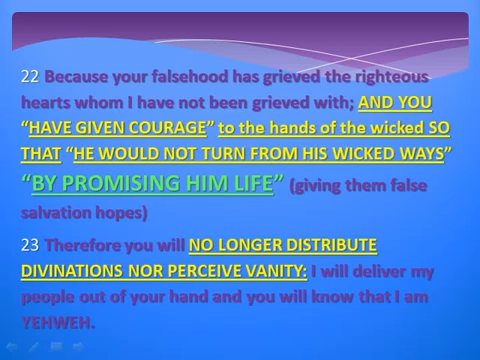 22 Because your falsehood has grieved the righteous
hearts whom I have not been grieved with; AND YOU
“HAVE GIVEN COURAGE” to the hands of the wicked SO
THAT “HE WOULD NOT TURN FROM HIS WICKED WAYS”
“BY PROMISING HIM LIFE” (giving them false
salvation hopes)
23 Therefore you will NO LONGER DISTRIBUTE
DIVINATIONS NOR PERCEIVE VANITY: I will deliver my
people out of your hand and you will know that I am
YEHWEH.